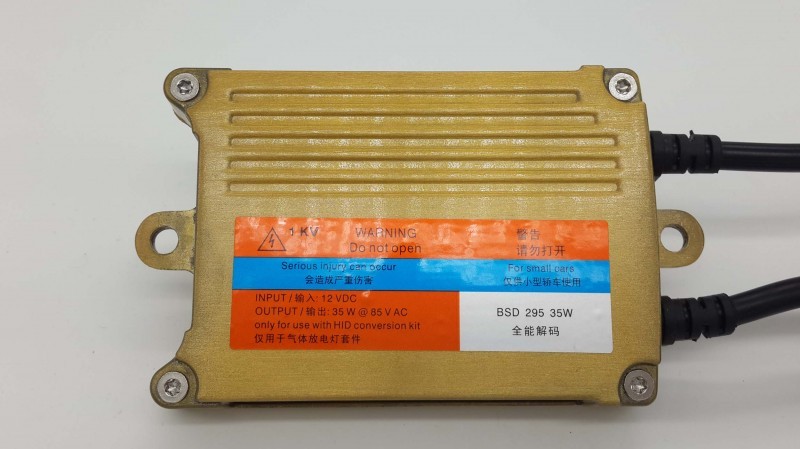 1 KV WARNING 警告
Do not open 请勿打开
Serious injury can occur For small cars
会造成严重伤害 仅供小型轿车使用
INPUT / 输入: 12 VDC
OUTPUT / 输出: 35 W @ 85 V AC BSD 295 35W
only for use with HID conversion kit 全能解码
仅用于气体放电灯套件